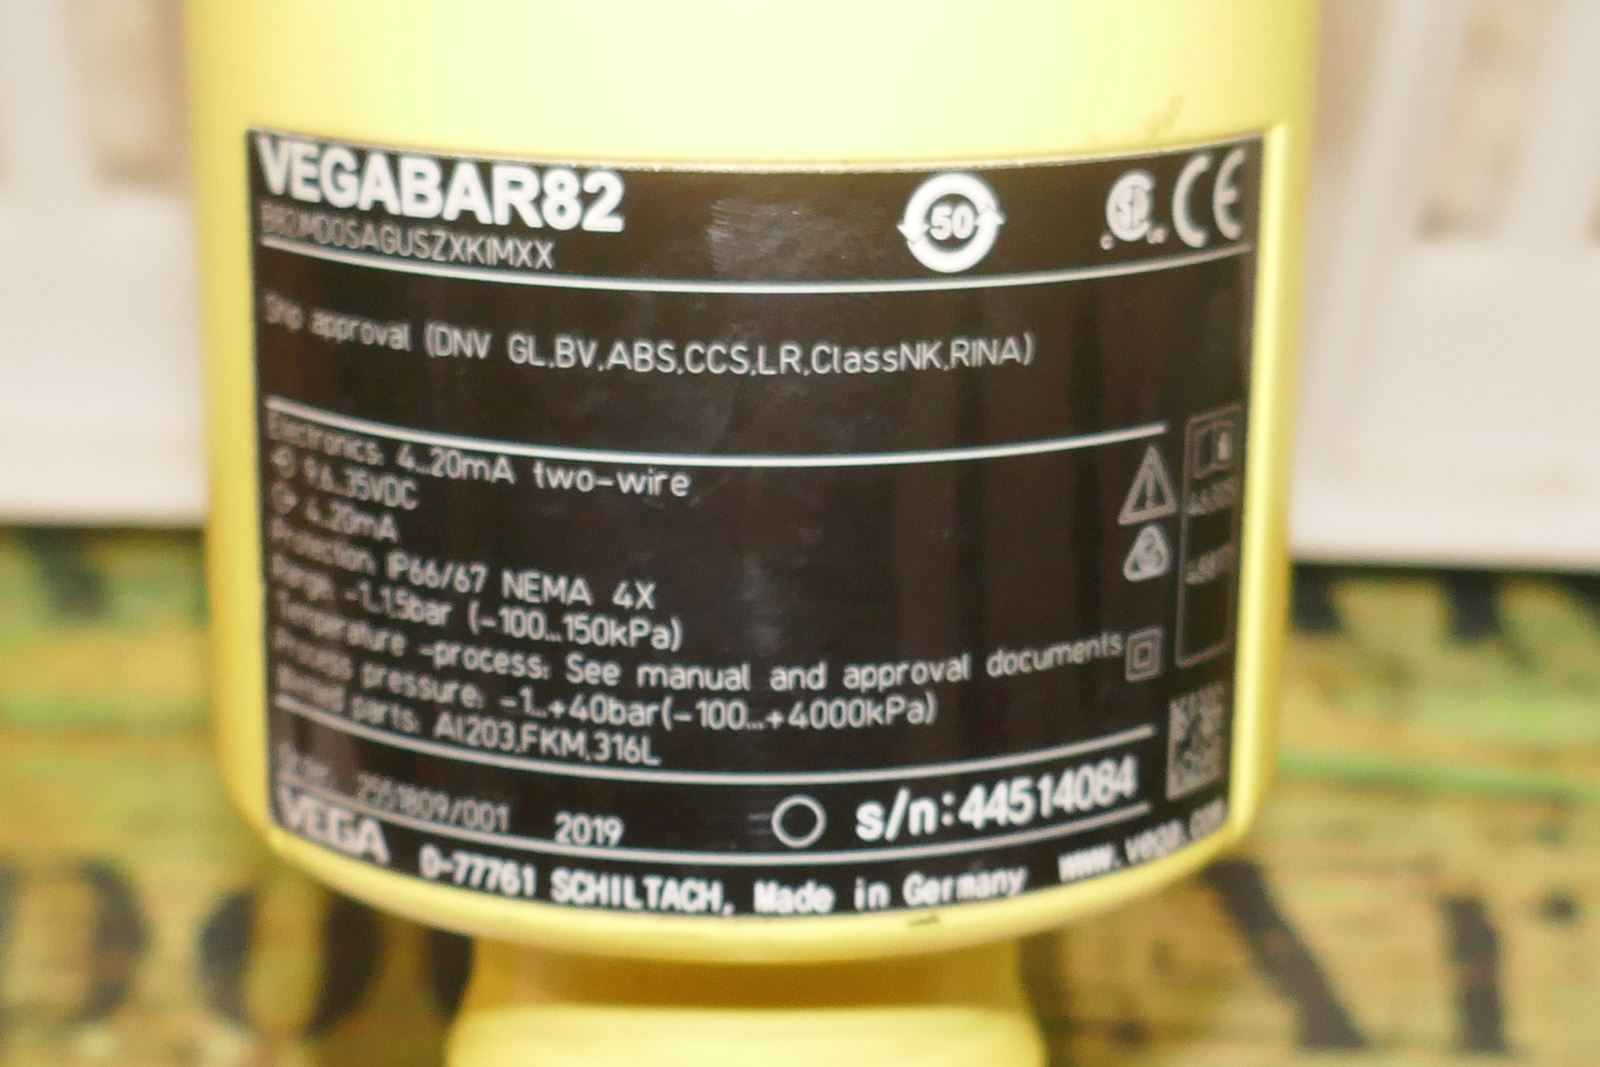 VEGABAR82
50
CE
B82.MDOSAGUSZXKIMXX
Ship approval (DNV GL,BV,ABS,CCS,LR,ClassNK,RINA)
Electronics: 4...20mA two-wire
9,6...35VDC
4...20mA
Protection: IP66/67 NEMA 4X
Range: -1...1.5bar (-100...150kPa)
Temperature -process: See manual and approval documents
Process pressure: -1...+40bar(-100...+4000kPa)
Wetted parts: Al203,FKM,316L
2019
s/n:44514084
VEGA D-77761 SCHILTACH, Made in Germany www.vega.com